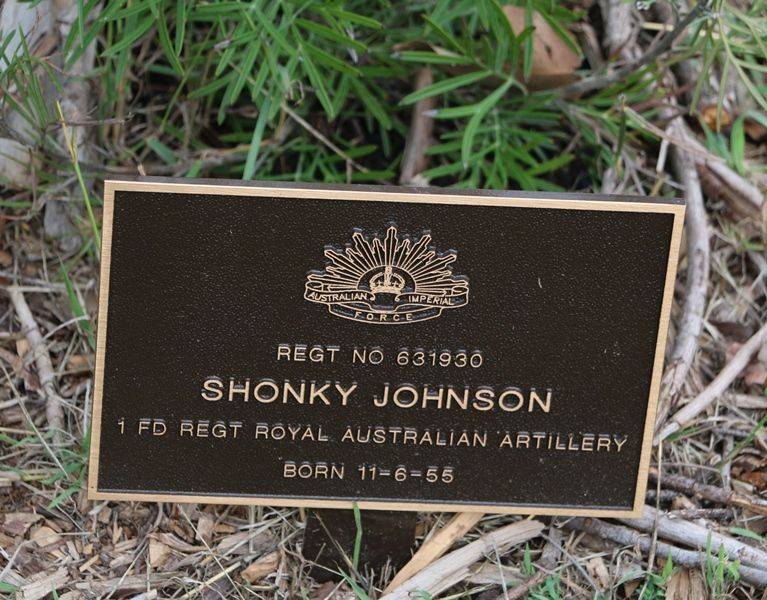 AUSTRALIAN IMPERIAL
FORCE
REGT NO 631930
SHONKY JOHNSON
1 FD REGT ROYAL AUSTRALIAN ARTILLERY
BORN 11-6-55